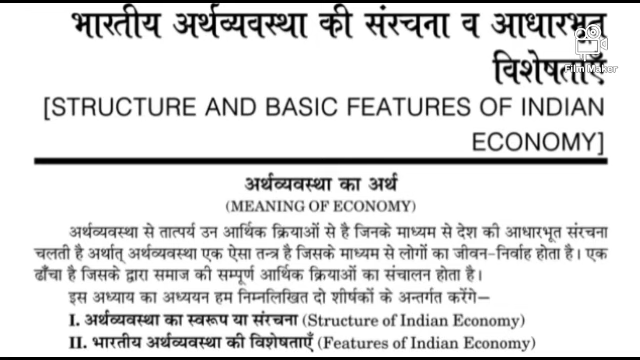 भारतीय अर्थव्यवस्था की संरचना व आधारभूत
विशेषताएँ
[STRUCTURE AND BASIC FEATURES OF INDIAN
ECONOMY]
अर्थव्यवस्था का अर्थ
(MEANING OF ECONOMY)
अर्थव्यवस्था से तात्पर्य उन आर्थिक क्रियाओं से है जिनके माध्यम से देश की आधारभूत संरचना
चलती है अर्थात् अर्थव्यवस्था एक ऐसा तन्त्र है जिसके माध्यम से लोगों का जीवन-निर्वाह होता है। एक
ढाँचा है जिसके द्वारा समाज की सम्पूर्ण आर्थिक क्रियाओं का संचालन होता है।
इस अध्याय का अध्ययन हम निम्नलिखित दो शीर्षकों के अन्तर्गत करेंगे—
I. अर्थव्यवस्था का स्वरूप या संरचना (Structure of Indian Economy)
II. भारतीय अर्थव्यवस्था की विशेषताएँ (Features of Indian Economy)
Film Maker